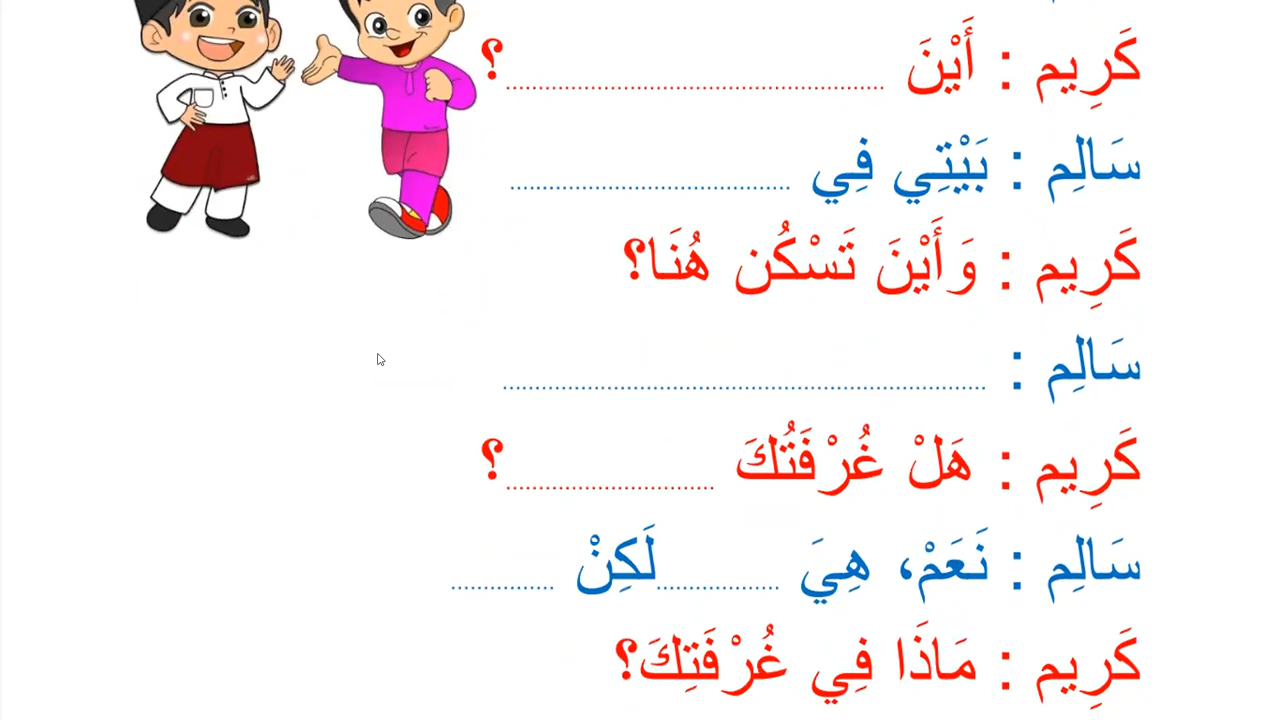 كَرِيم : أَيْنَ ..............................................؟
سَالِم : بَيْتِي فِي ...................................
كَرِيم : وَأَيْنَ تَسْكُن هُنَا؟
سَالِم : ............................................................
كَرِيم : هَلْ غُرْفَتُكَ ..........................؟
سَالِم : نَعَمْ، هِيَ ...............لَكِنْ .............
كَرِيم : مَاذَا فِي غُرْفَتِكَ؟